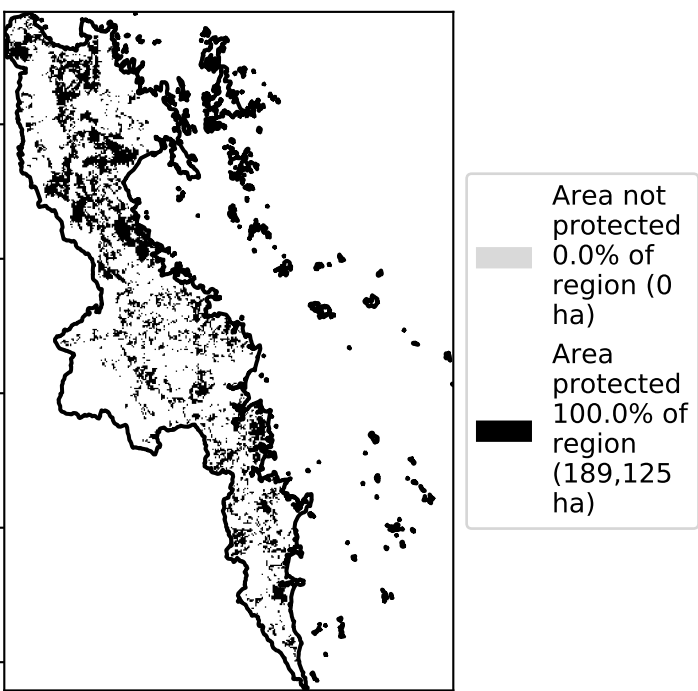 Area not
protected
0.0% of
region (0
ha)
Area
protected
100.0% of
region
(189,125
ha)